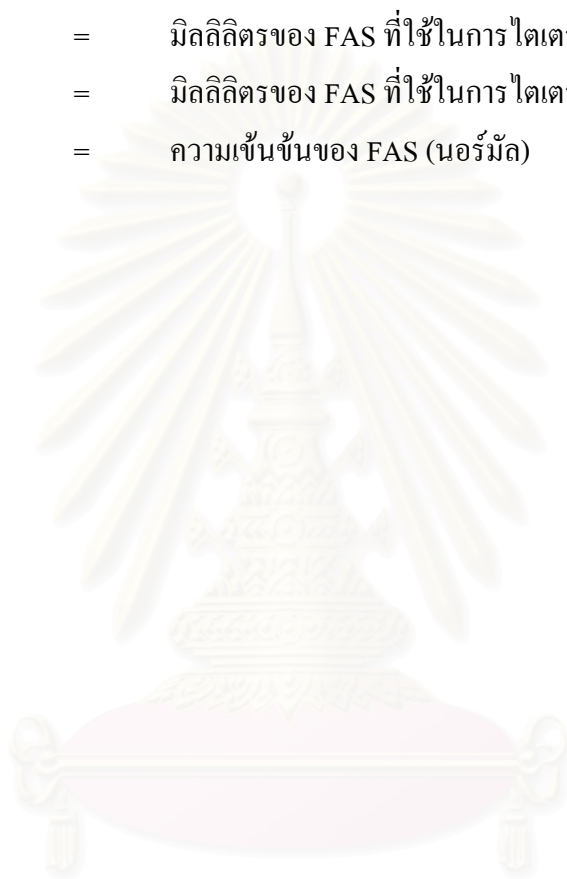 = มิลลิลิตรของ FAS ที่ใช้ในการไตเต
= มิลลิลิตรของ FAS ที่ใช้ในการไตเต
= ความเข้มข้นของ FAS (นอร์มัล)